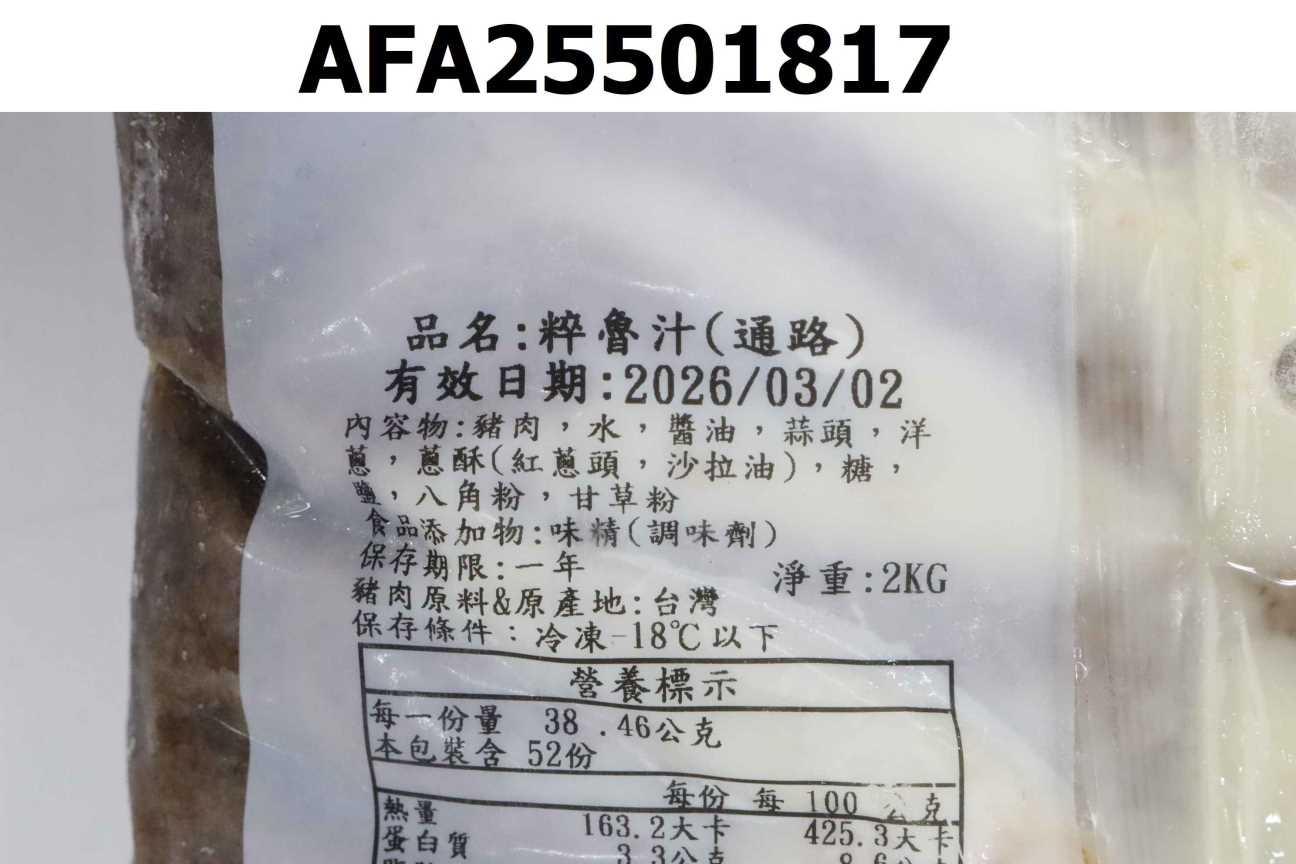 AFA25501817
品名:粹魯汁(通路)
有效日期:2026/03/02
內容物:豬肉，水，醬油，蒜頭，洋
蔥，蔥酥(紅蔥頭，沙拉油)，糖，
鹽，八角粉，甘草粉
食品添加物:味精(調味劑)
保存期限:一年
淨重:2KG
豬肉原料&原產地:台灣
保存條件：冷凍-18℃以下
營養標示
每一份量 38 .46公克
本包裝含 52份
每份 每 100 公克
熱量 163.2大卡 425.3大卡
蛋白質 3.3公克 8.6公